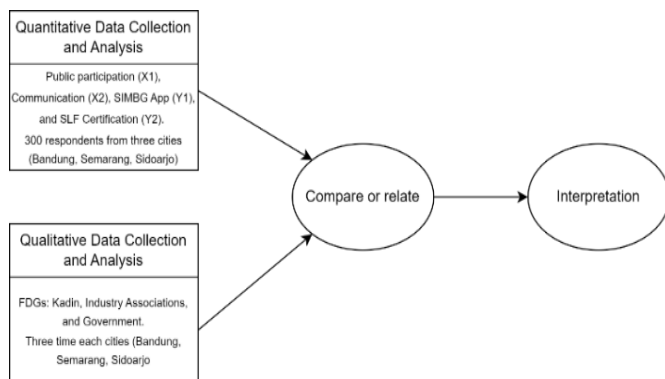 Quantitative Data Collection
and Analysis
Public participation (X1),
Communication (X2), SIMBG App (Y1),
and SLF Certification (Y2).
300 respondents from three cities
(Bandung, Semarang, Sidoarjo)
Compare or relate
Interpretation
Qualitative Data Collection
and Analysis
FDGs: Kadin, Industry Associations,
and Government.
Three time each cities (Bandung,
Semarang, Sidoarjo